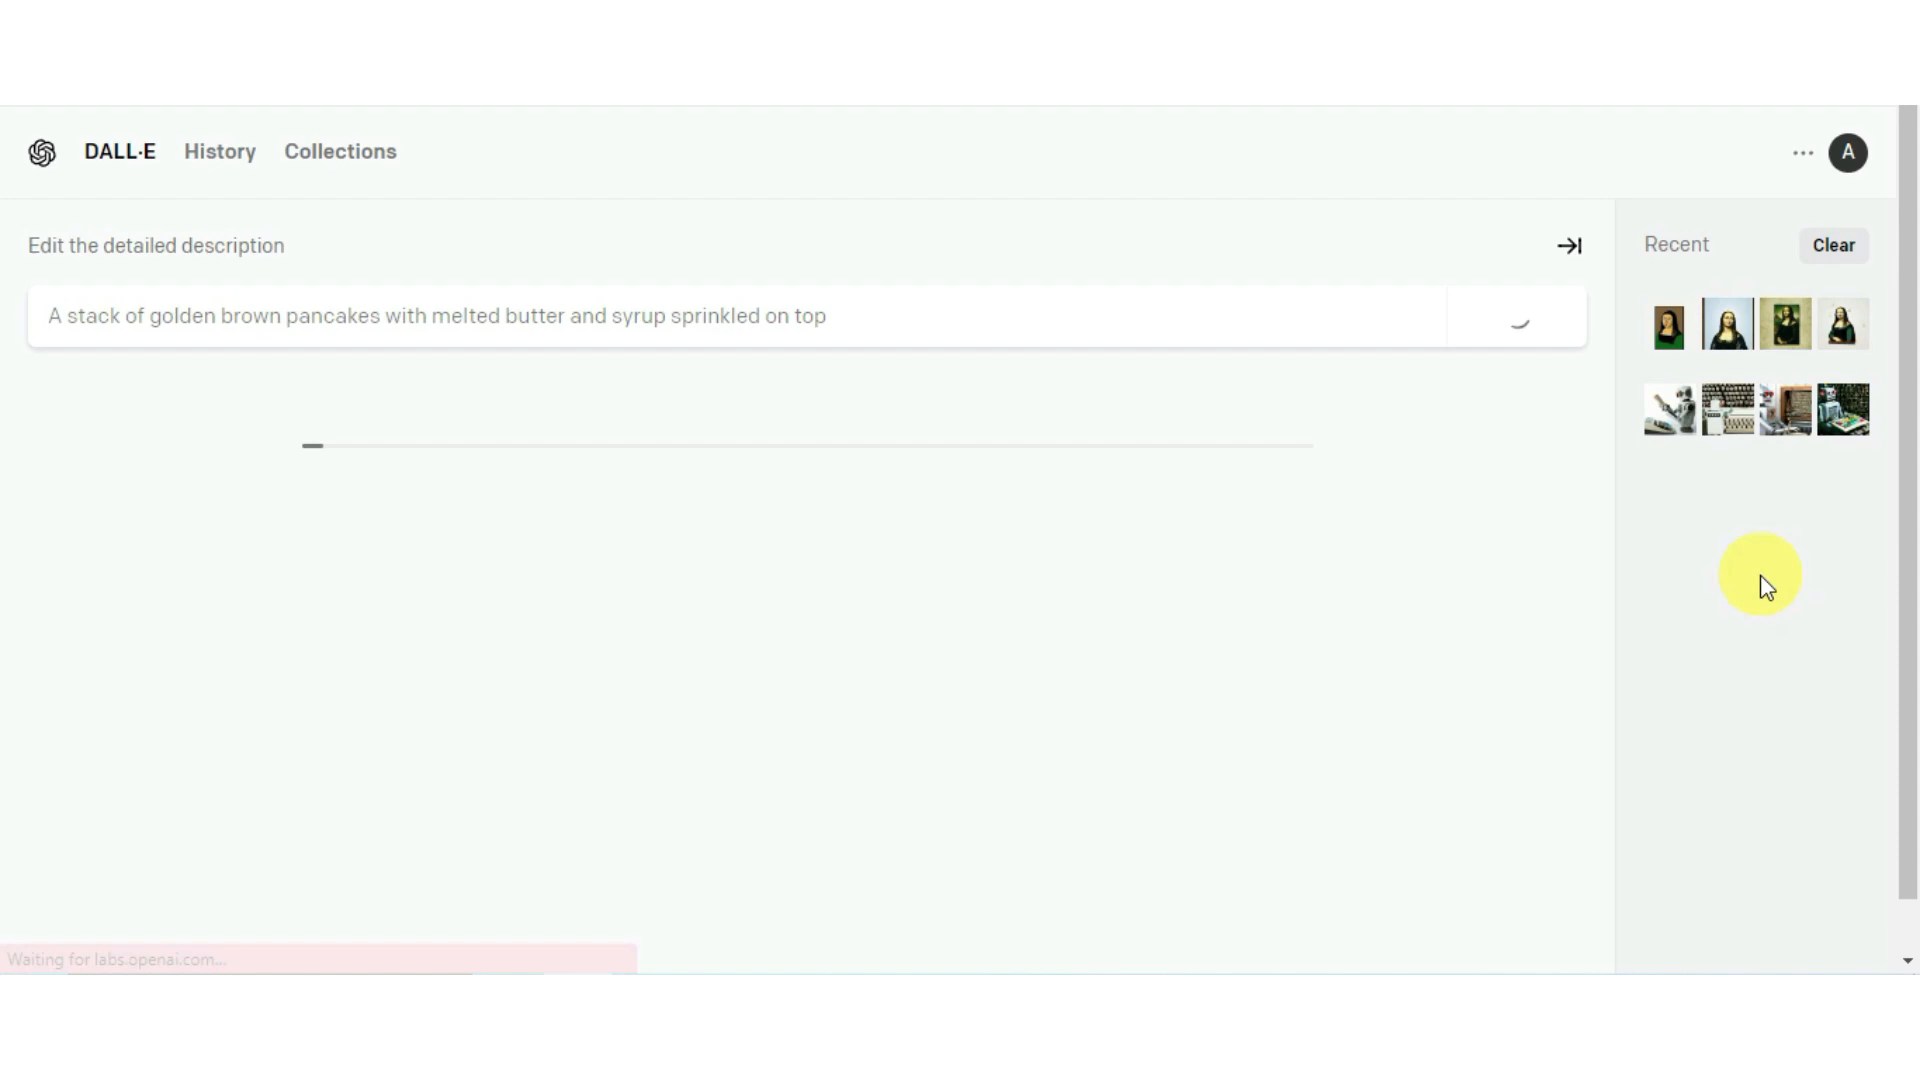 DALL·E History Collections
... A
Edit the detailed description
Recent Clear
A stack of golden brown pancakes with melted butter and syrup sprinkled on top
Waiting for labs.openai.com...